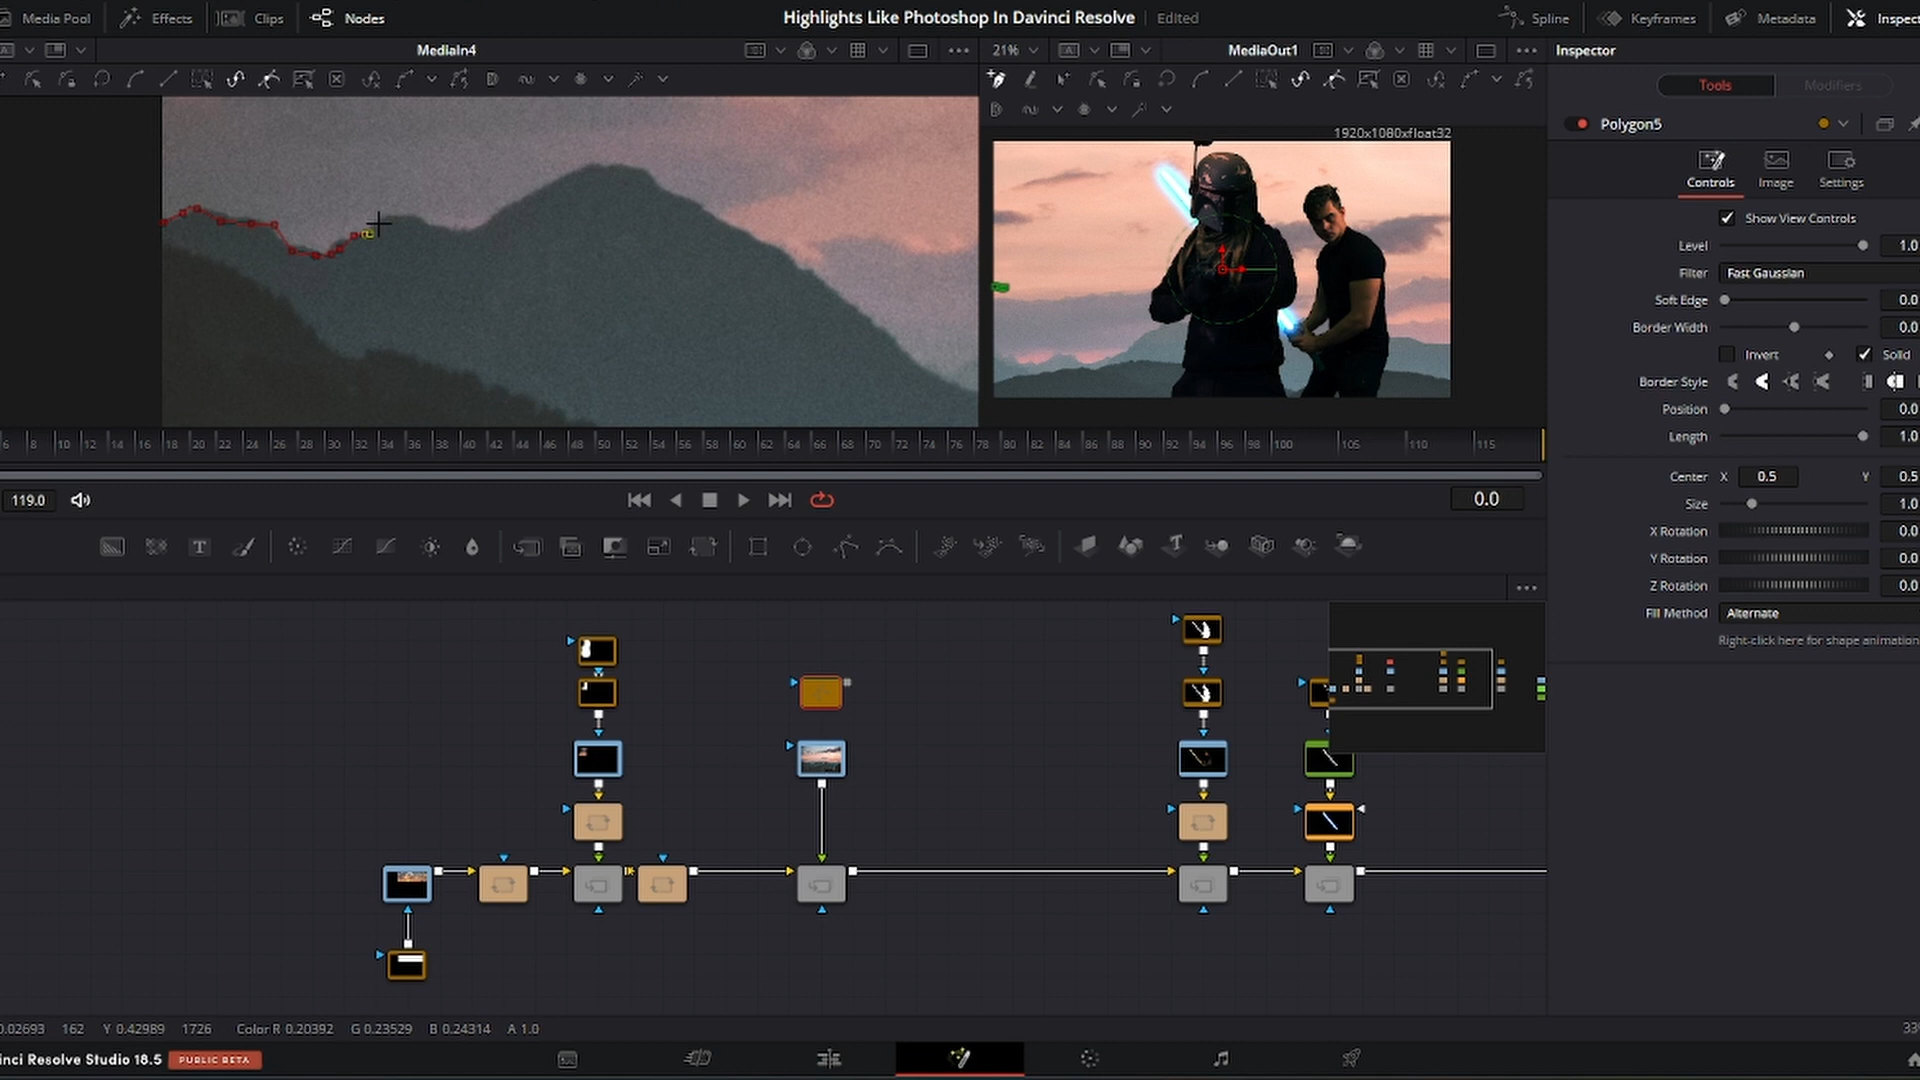 Media Pool Effects Clips Nodes Highlights Like Photoshop In Davinci Resolve Edited Spline Keyframes Metadata Inspect
MediaIn4 21% MediaOut1 Inspector
Tools Modifiers
Polygon5
1920x1080xfloat32
Controls Image Settings
Show View Controls
Level 1.0
Filter Fast Gaussian
Soft Edge 0.0
Border Width 0.0
Invert Solid
Border Style
Position 0.0
Length 1.0
6 8 10 12 14 16 18 20 22 24 26 28 30 32 34 36 38 40 42 44 46 48 50 52 54 56 58 60 62 64 66 68 70 72 74 76 78 80 82 84 86 88 90 92 94 96 98 100 105 110 115
Center X 0.5 Y 0.5
119.0 0.0
Size 1.0
X Rotation 0.0
Y Rotation 0.0
Z Rotation 0.0
Fill Method Alternate
Right-click here for shape animation
0.02693 162 Y 0.42989 1726 Color R 0.20392 G 0.23529 B 0.24314 A 1.0
inci Resolve Studio 18.5 PUBLIC BETA